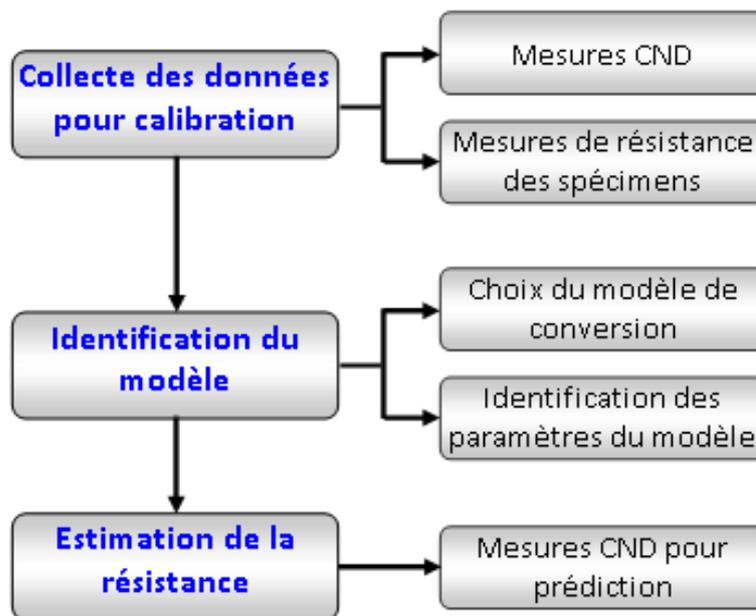 Collecte des données
pour calibration
Mesures CND
Mesures de résistance
des spécimens
Identification du
modèle
Choix du modèle de
conversion
Identification des
paramètres du modèle
Estimation de la
résistance
Mesures CND pour
prédiction